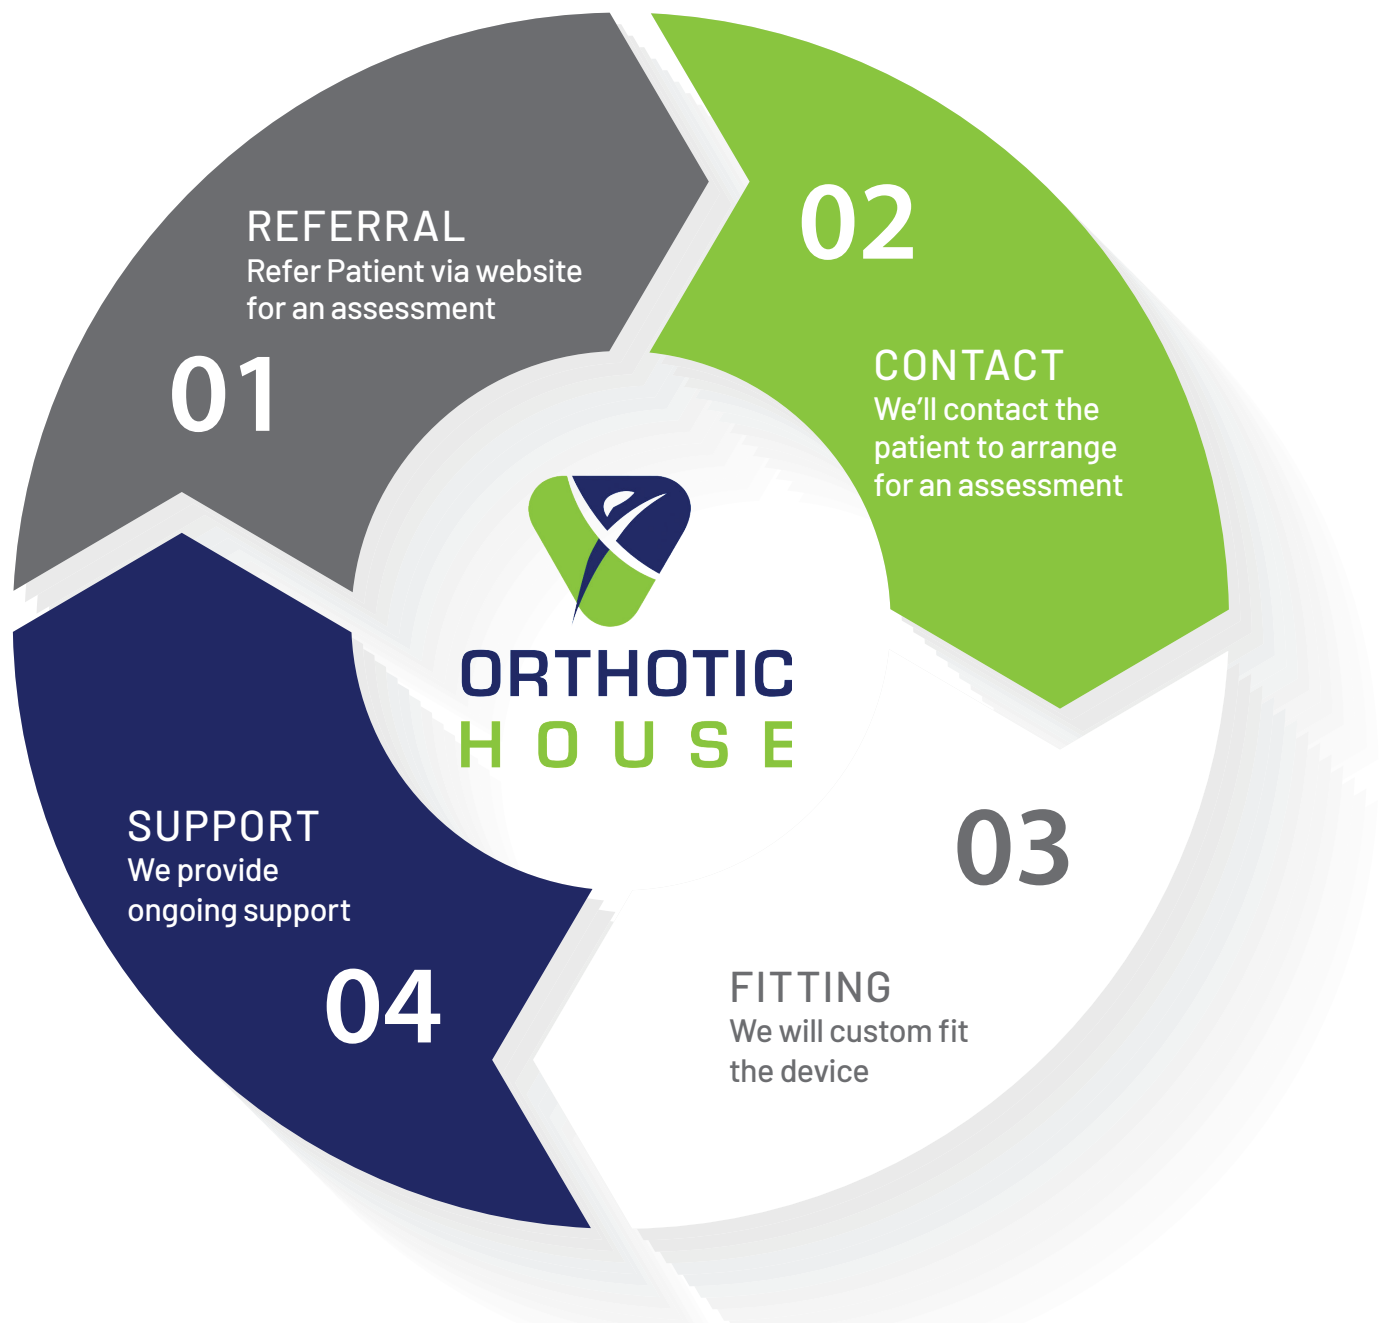 REFERRAL
Refer Patient via website
for an assessment
01
02
CONTACT
We’ll contact the
patient to arrange
for an assessment
03
FITTING
We will custom fit
the device
SUPPORT
We provide
ongoing support
04
ORTHOTIC
HOUSE